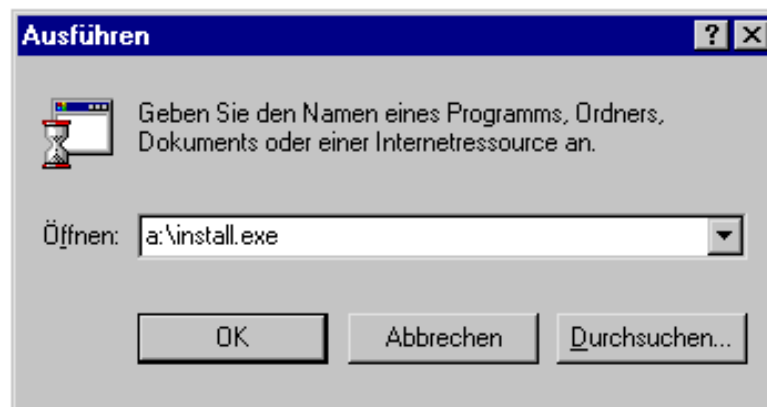 Ausführen
Geben Sie den Namen eines Programms, Ordners,
Dokuments oder einer Internetressource an.
Öffnen: a:\install.exe
OK Abbrechen Durchsuchen...